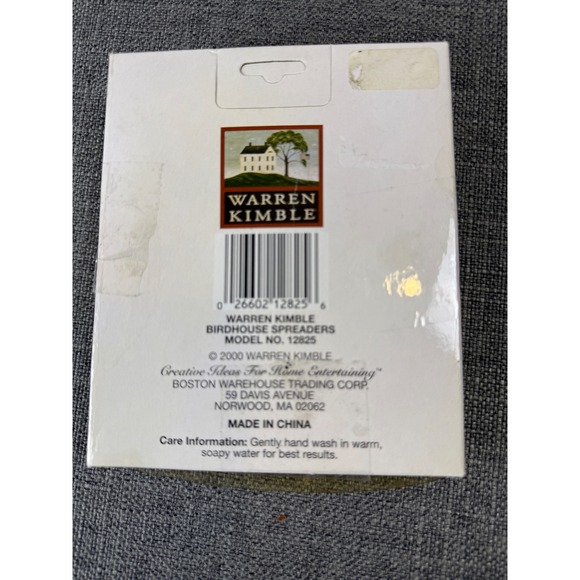 WARREN
KIMBLE
0 26602 12825 6
WARREN KIMBLE
BIRDHOUSE SPREADERS
MODEL NO. 12825
© 2000 WARREN KIMBLE
Creative Ideas For Home Entertaining™
BOSTON WAREHOUSE TRADING CORP.
59 DAVIS AVENUE
NORWOOD, MA 02062
MADE IN CHINA
Care Information: Gently hand wash in warm,
soapy water for best results.